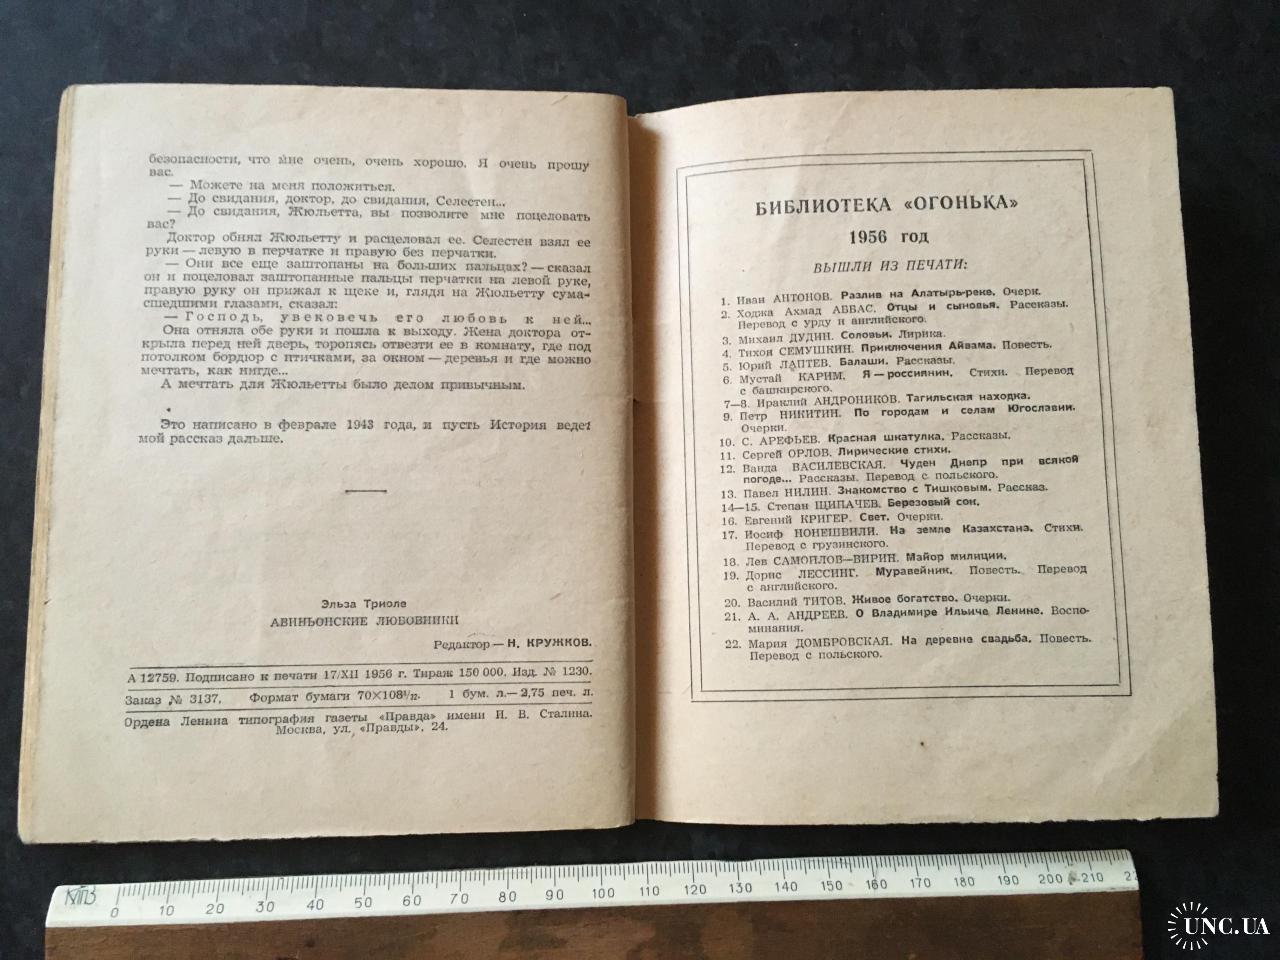 безопасности, что мне очень, очень хорошо. Я очень прошу
вас.
— Можете на меня положиться.
— До свидания, доктор, до свидания, Селестен...
— До свидания, Жюльетта, вы позволите мне поцеловать
вас?
Доктор обнял Жюльетту и расцеловал ее. Селестен взял ее
руки — левую в перчатке и правую без перчатки.
— Они все еще заштопаны на больших пальцах? — сказал
он и поцеловал заштопанные пальцы перчатки на левой руке,
правую руку он прижал к щеке и, глядя на Жюльетту сума-
сшедшими глазами, сказал:
— Господь, увековечь его любовь к ней...
Она отняла обе руки и пошла к выходу. Жена доктора от-
крыла перед ней дверь, торопясь отвезти ее в комнату, где под
потолком бордюр с птичками, за окном — деревья и где можно
мечтать, как нигде...
А мечтать для Жюльетты было делом привычным.
Это написано в феврале 1943 года, и пусть История ведет
мой рассказ дальше.
Эльза Триоле
АВИНЬОНСКИЕ ЛЮБОВНИКИ
Редактор — Н. КРУЖКОВ.
А 12759. Подписано к печати 17/XII 1956 г. Тираж 150 000. Изд. № 1230.
Заказ № 3137. Формат бумаги 70×108¹/₃₂. 1 бум. л.— 2,75 печ. л.
Ордена Ленина типография газеты «Правда» имени И. В. Сталина.
Москва, ул. «Правды», 24.
БИБЛИОТЕКА «ОГОНЬКА»
1956 год
ВЫШЛИ ИЗ ПЕЧАТИ:
1. Иван АНТОНОВ. Разлив на Алатырь-реке. Очерк.
2. Ходжа Ахмад АББАС. Отцы и сыновья. Рассказы.
Перевод с урду и английского.
3. Михаил ДУДИН. Соловьи. Лирика.
4. Тихон СЕМУШКИН. Приключения Айвама. Повесть.
5. Юрий ЛАПТЕВ. Балаши. Рассказы.
6. Мустай КАРИМ. Я — россиянин. Стихи. Перевод
с башкирского.
7—8. Ираклий АНДРОНИКОВ. Тагильская находка.
9. Петр НИКИТИН. По городам и селам Югославии.
Очерки.
10. С. АРЕФЬЕВ. Красная шкатулка. Рассказы.
11. Сергей ОРЛОВ. Лирические стихи.
12. Ванда ВАСИЛЕВСКАЯ. Чуден Днепр при всякой
погоде... Рассказы. Перевод с польского.
13. Павел НИЛИН. Знакомство с Тишковым. Рассказ.
14—15. Степан ЩИПАЧЕВ. Березовый сок.
16. Евгений КРИГЕР. Свет. Очерки.
17. Иосиф НОНЕШВИЛИ. На земле Казахстана. Стихи.
Перевод с грузинского.
18. Лев САМОЙЛОВ—ВИРИН. Майор милиции.
19. Дорис ЛЕССИНГ. Муравейник. Повесть. Перевод
с английского.
20. Василий ТИТОВ. Живое богатство. Очерки.
21. А. А. АНДРЕЕВ. О Владимире Ильиче Ленине. Воспо-
минания.
22. Мария ДОМБРОВСКАЯ. На деревне свадьба. Повесть.
Перевод с польского.
0 10 20 30 40 50 60 70 80 90 100 110 120 130 140 150 160 170 180 190 200 210
UNC.UA